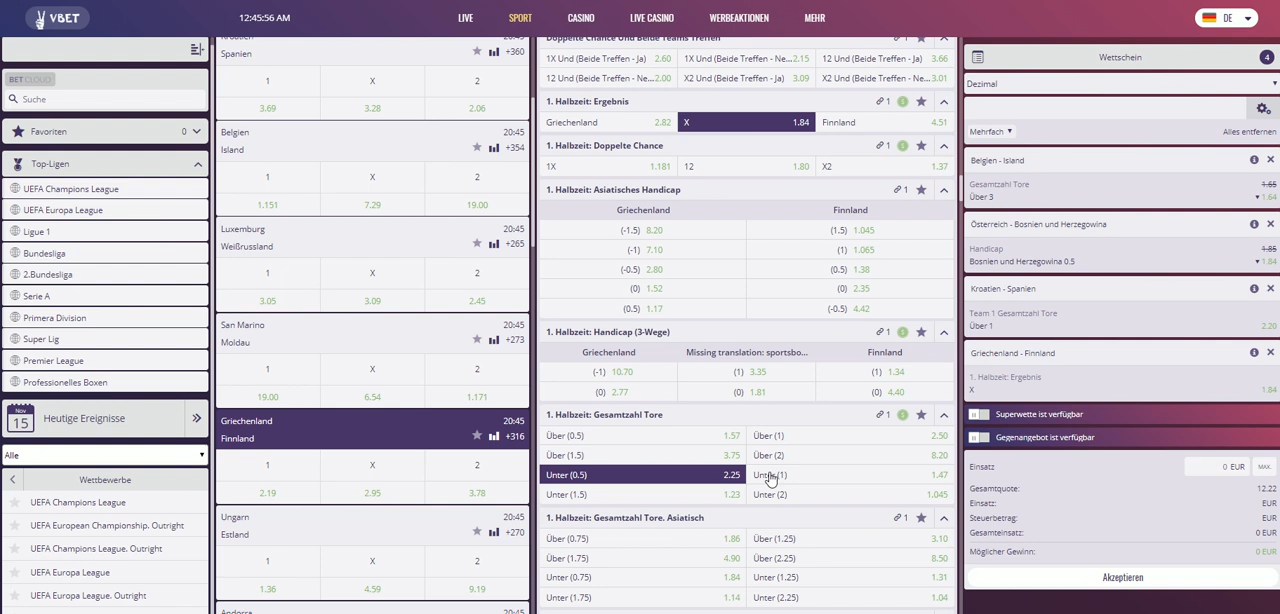 VBET
12:45:56 AM
LIVE
SPORT
CASINO
LIVE CASINO
WERBEAKTIONEN
MEHR
DE
BET CLOUD
Suche
Favoriten
0
Top-Ligen
UEFA Champions League
UEFA Europa League
Ligue 1
Bundesliga
2.Bundesliga
Serie A
Primera Division
Super Lig
Premier League
Professionelles Boxen
Nov
15
Heutige Ereignisse
Alle
Wettbewerbe
UEFA Champions League
UEFA European Championship. Outright
UEFA Champions League. Outright
UEFA Europa League
UEFA Europa League. Outright
Kroatien 20:45
Spanien +360
1 X 2
3.69 3.28 2.06
Belgien 20:45
Island +354
1 X 2
1.151 7.29 19.00
Luxemburg 20:45
Weißrussland +265
1 X 2
3.05 3.09 2.45
San Marino 20:45
Moldau +273
1 X 2
19.00 6.54 1.171
Griechenland 20:45
Finnland +316
1 X 2
2.19 2.95 3.78
Ungarn 20:45
Estland +270
1 X 2
1.36 4.59 9.19
Andorra 20:45
Doppelte Chance Und Beide Teams Treffen 1
1X Und (Beide Treffen - Ja) 2.60 1X Und (Beide Treffen - Ne... 2.15 12 Und (Beide Treffen - Ja) 3.66
12 Und (Beide Treffen - Ne... 2.00 X2 Und (Beide Treffen - Ja) 3.09 X2 Und (Beide Treffen - Ne... 3.01
1. Halbzeit: Ergebnis 1
Griechenland 2.82 X 1.84 Finnland 4.51
1. Halbzeit: Doppelte Chance 1
1X 1.181 12 1.80 X2 1.37
1. Halbzeit: Asiatisches Handicap 1
Griechenland Finnland
(-1.5) 8.20 (1.5) 1.045
(-1) 7.10 (1) 1.065
(-0.5) 2.80 (0.5) 1.38
(0) 1.52 (0) 2.35
(0.5) 1.17 (-0.5) 4.42
1. Halbzeit: Handicap (3-Wege) 1
Griechenland Missing translation: sportsbo... Finnland
(-1) 10.70 (1) 3.35 (1) 1.34
(0) 2.77 (0) 1.81 (0) 4.40
1. Halbzeit: Gesamtzahl Tore 1
Über (0.5) 1.57 Über (1) 2.50
Über (1.5) 3.75 Über (2) 8.20
Unter (0.5) 2.25 Unter (1) 1.47
Unter (1.5) 1.23 Unter (2) 1.045
1. Halbzeit: Gesamtzahl Tore. Asiatisch 1
Über (0.75) 1.86 Über (1.25) 3.10
Über (1.75) 4.90 Über (2.25) 8.50
Unter (0.75) 1.84 Unter (1.25) 1.31
Unter (1.75) 1.14 Unter (2.25) 1.04
Wettschein 4
Dezimal
Mehrfach Alles entfernen
Belgien - Island
Gesamtzahl Tore 1.65
Über 3 1.64
Österreich - Bosnien und Herzegowina
Handicap 1.85
Bosnien und Herzegowina 0.5 1.84
Kroatien - Spanien
Team 1 Gesamtzahl Tore
Über 1 2.20
Griechenland - Finnland
1. Halbzeit: Ergebnis
X 1.84
Superwette ist verfügbar
Gegenangebot ist verfügbar
Einsatz 0 EUR MAX.
Gesamtquote: 12.22
Einsatz: EUR
Steuerbetrag: EUR
Gesamteinsatz: 0 EUR
Möglicher Gewinn: 0 EUR
Akzeptieren